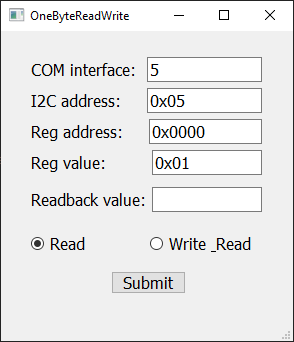 OneByteReadWrite
COM interface: 5
I2C address: 0x05
Reg address: 0x0000
Reg value: 0x01
Readback value:
Read Write _Read
Submit